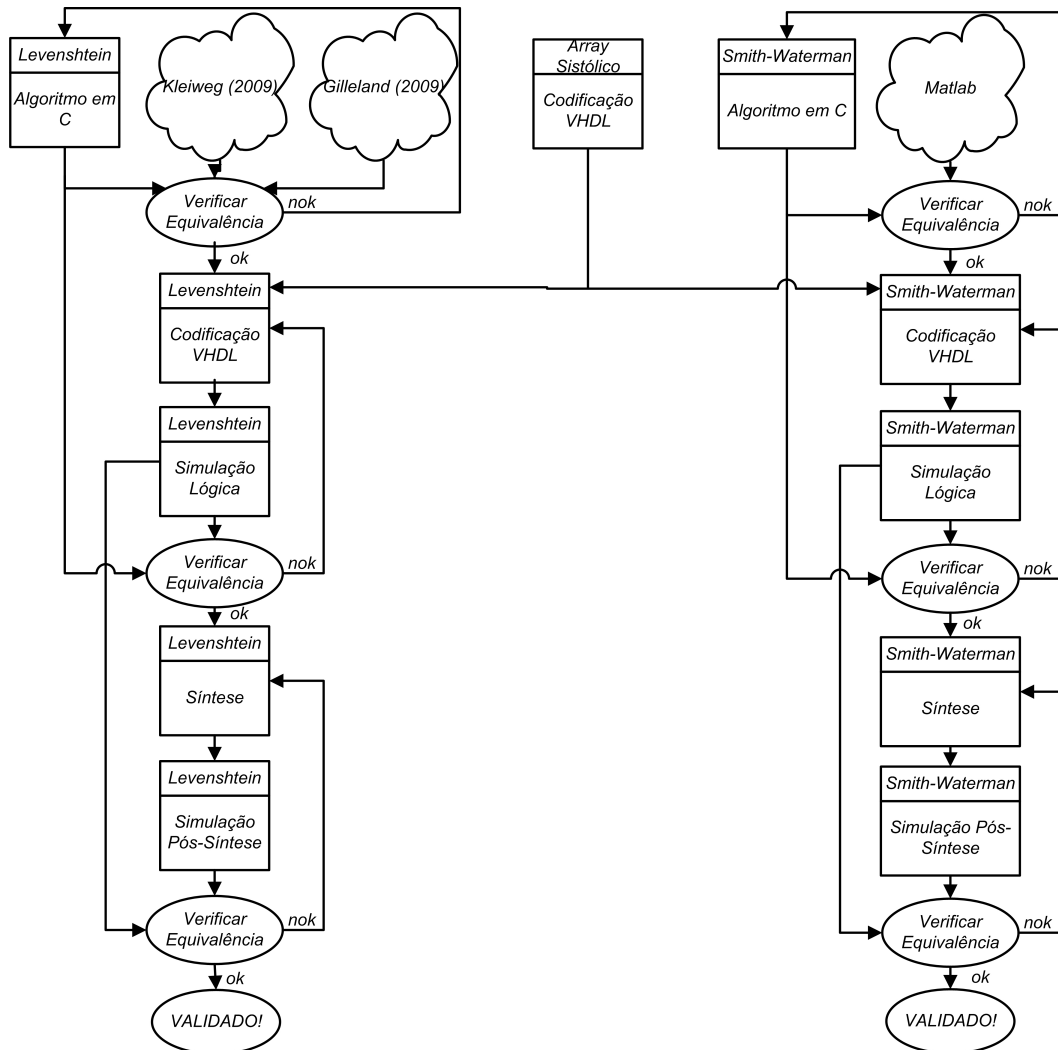 Levenshtein
Algoritmo em
C
Kleiweg (2009)
Gilleland (2009)
Verificar
Equivalência
nok
ok
Levenshtein
Codificação
VHDL
Levenshtein
Simulação
Lógica
Verificar
Equivalência
nok
ok
Levenshtein
Síntese
Levenshtein
Simulação
Pós-Síntese
Verificar
Equivalência
nok
ok
VALIDADO!
Array
Sistólico
Codificação
VHDL
Smith-Waterman
Algoritmo em C
Matlab
Verificar
Equivalência
nok
ok
Smith-Waterman
Codificação
VHDL
Smith-Waterman
Simulação
Lógica
Verificar
Equivalência
nok
ok
Smith-Waterman
Síntese
Smith-Waterman
Simulação Pós-
Síntese
Verificar
Equivalência
nok
ok
VALIDADO!